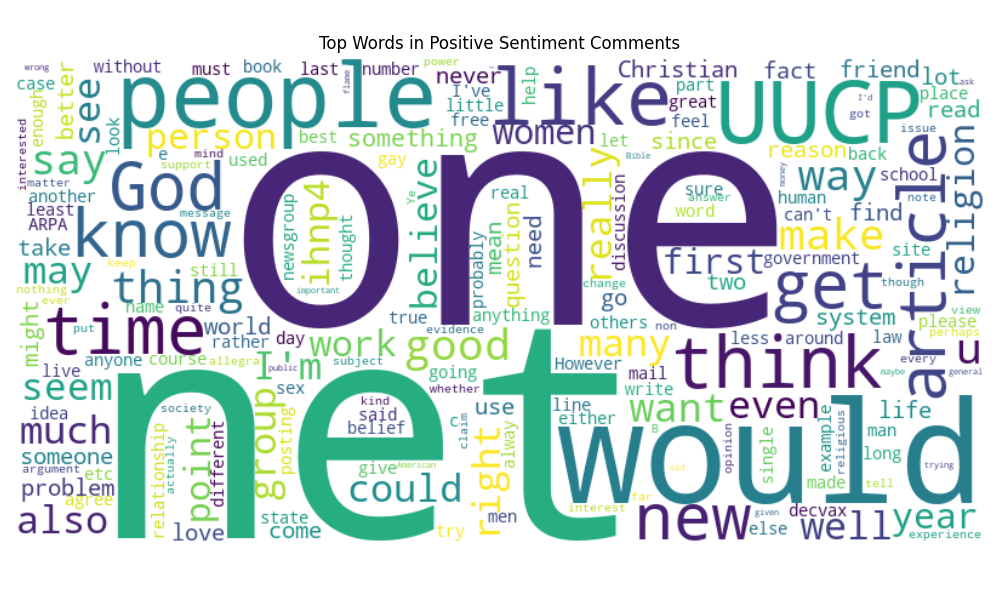 Top Words in Positive Sentiment Comments
wrong
case
without
must
book
last
number
power
never
I've
little
free
flame
help
Christian
part
great
feel
fact
friend
lot
place
read
ask
I'd
got
interested
enough
better
see
look
people
like
UUCP
person
best
something
women
let
since
reason
back
issue
say
e
mind
support
used
gay
God
know
one
ihnp4
newsgroup
thought
believe
Ye
real
mean
question
probably
need
really
discussion
Bible
sure
answer
word
money
human
can't
way
school
find
note
article
religion
matter
another
least
ARPA
message
take
may
keep
still
thing
nothing
ever
important
anything
go
change
first
government
two
make
get
site
though
might
time
name
quite
put
world
rather
day
true
evidence
others
non
many
system
please
view
perhaps
live
anyone
course
allegra
public
I'm
work
subject
good
going
whether
However
mail
write
think
less
around
law
every
maybe
general
u
seem
sex
kind
said
belief
c
claim
use
line
either
want
even
life
man
idea
much
someone
argument
etc
problem
agree
also
society
relationship
actually
point
different
group
posting
net
give
American
could
right
alway
would
B
opinion
single
example
religious
made
long
tell
old
trying
love
state
come
try
men
interest
far
new
given
else
decvax
well
year
experience